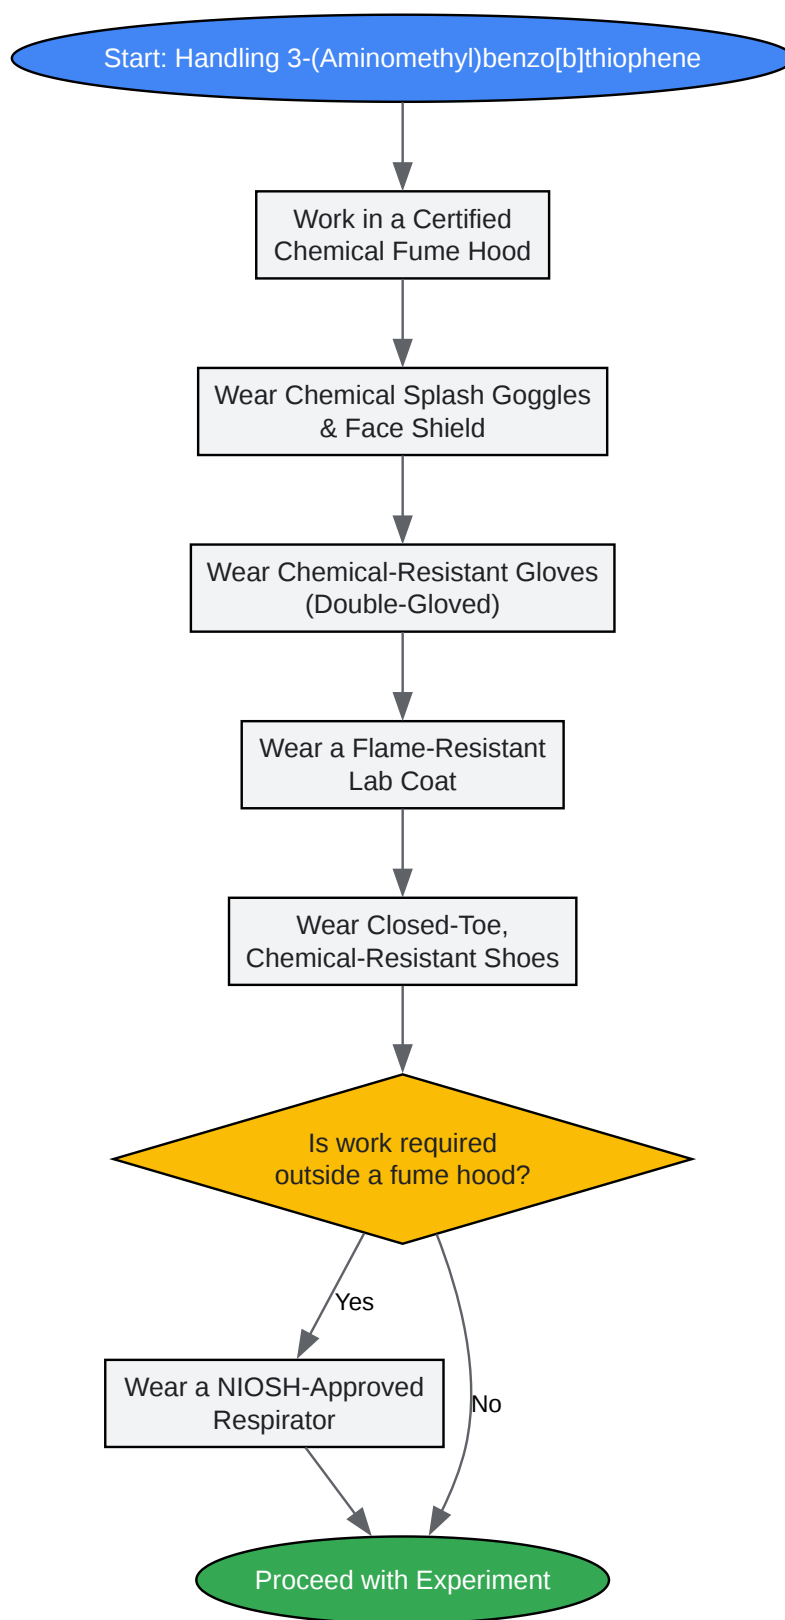 Start: Handling 3-(Aminomethyl)benzo[b]thiophene
Work in a Certified
Chemical Fume Hood
Wear Chemical Splash Goggles
& Face Shield
Wear Chemical-Resistant Gloves
(Double-Gloved)
Wear a Flame-Resistant
Lab Coat
Wear Closed-Toe,
Chemical-Resistant Shoes
Is work required
outside a fume hood?
Yes
Wear a NIOSH-Approved
Respirator
No
Proceed with Experiment